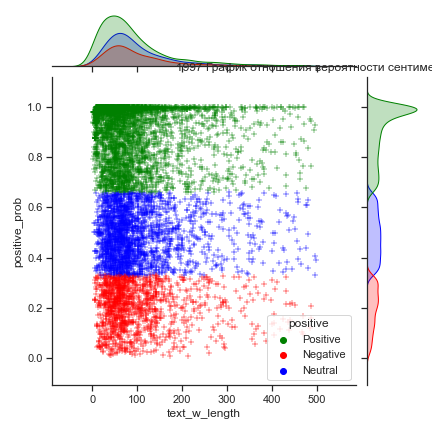 График отношения вероятности сентиме
1.0
0.8
0.6
0.4
0.2
0.0
positive_prob
positive
Positive
Negative
Neutral
0 100 200 300 400 500
text_w_length